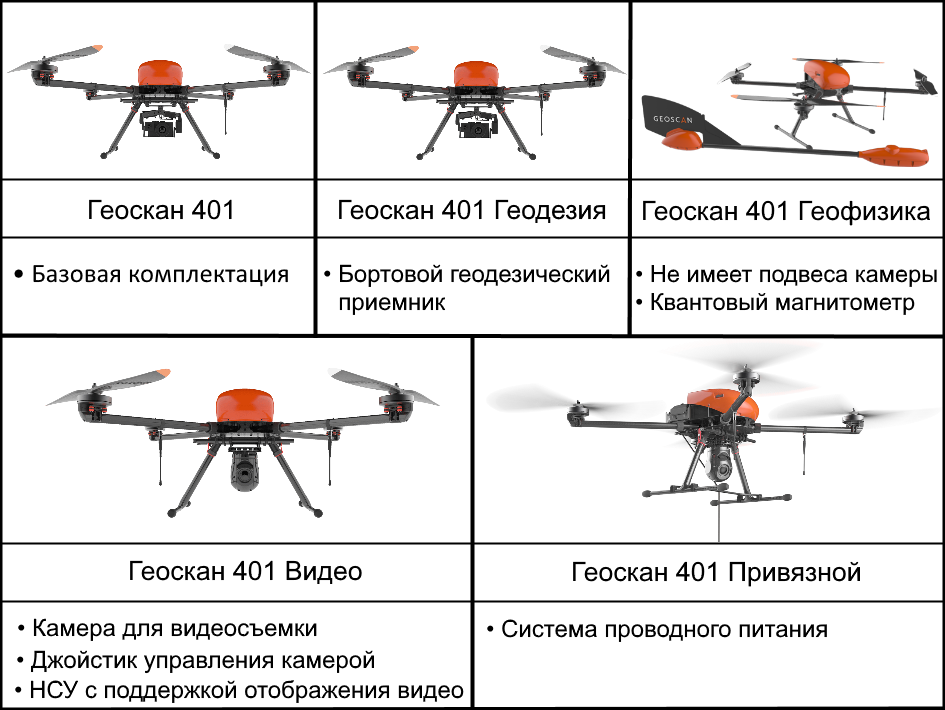 GEOSCAN
Геоскан 401
Геоскан 401 Геодезия
Геоскан 401 Геофизика
• Базовая комплектация
• Бортовой геодезический
приемник
• Не имеет подвеса камеры
• Квантовый магнитометр
Геоскан 401 Видео
Геоскан 401 Привязной
• Камера для видеосъемки
• Джойстик управления камерой
• НСУ с поддержкой отображения видео
• Система проводного питания